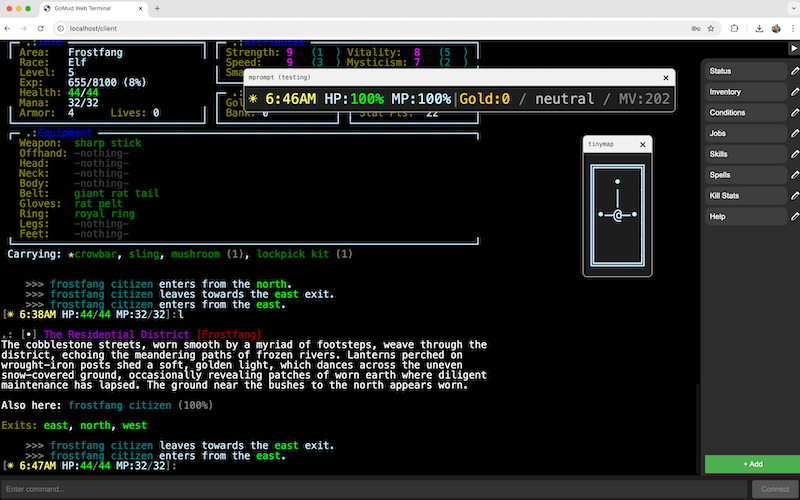 GoMud Web Terminal
localhost/client
.:Info
Area: Frostfang
Race: Elf
Level: 5
Exp: 655/8100 (8%)
Health: 44/44
Mana: 32/32
Armor: 4 Lives: 0
.:Attributes
Strength: 9 (1 ) Vitality: 8 (5 )
Speed: 9 (3 ) Mysticism: 7 (2 )
mprompt (testing)
☀ 6:46AM HP:100% MP:100%|Gold:0 / neutral / MV:202
tinymap
@
.:Equipment
Weapon: sharp stick
Offhand: -nothing-
Head: -nothing-
Neck: -nothing-
Body: -nothing-
Belt: giant rat tail
Gloves: rat pelt
Ring: royal ring
Legs: -nothing-
Feet: -nothing-
Carrying: ★crowbar, sling, mushroom (1), lockpick kit (1)
>>> frostfang citizen enters from the north.
>>> frostfang citizen leaves towards the east exit.
>>> frostfang citizen enters from the east.
[☀ 6:38AM HP:44/44 MP:32/32]:l
.: [•] The Residential District [Frostfang]
The cobblestone streets, worn smooth by a myriad of footsteps, weave through the
district, echoing the meandering paths of frozen rivers. Lanterns perched on
wrought-iron posts shed a soft, golden light, which dances across the uneven
snow-covered ground, occasionally revealing patches of worn earth where diligent
maintenance has lapsed. The ground near the bushes to the north appears worn.
Also here: frostfang citizen (100%)
Exits: east, north, west
>>> frostfang citizen leaves towards the east exit.
>>> frostfang citizen enters from the east.
[☀ 6:47AM HP:44/44 MP:32/32]:
Status
Inventory
Conditions
Jobs
Skills
Spells
Kill Stats
Help
+ Add
Enter command...
Connect